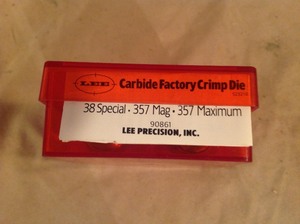 LEE Carbide Factory Crimp Die
38 Special • 357 Mag • 357 Maximum
90861
LEE PRECISION, INC.